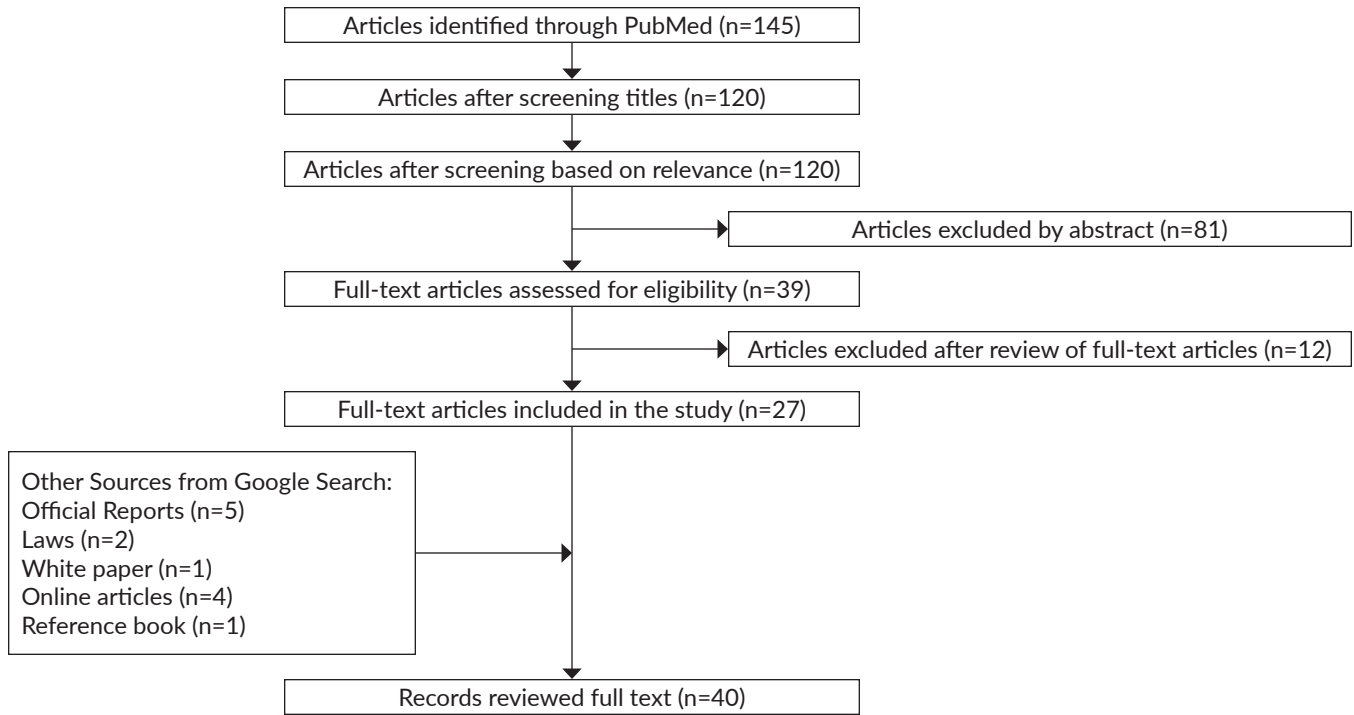 Articles identified through PubMed (n=145)
Articles after screening titles (n=120)
Articles after screening based on relevance (n=120)
Articles excluded by abstract (n=81)
Full-text articles assessed for eligibility (n=39)
Articles excluded after review of full-text articles (n=12)
Full-text articles included in the study (n=27)
Other Sources from Google Search:
Official Reports (n=5)
Laws (n=2)
White paper (n=1)
Online articles (n=4)
Reference book (n=1)
Records reviewed full text (n=40)